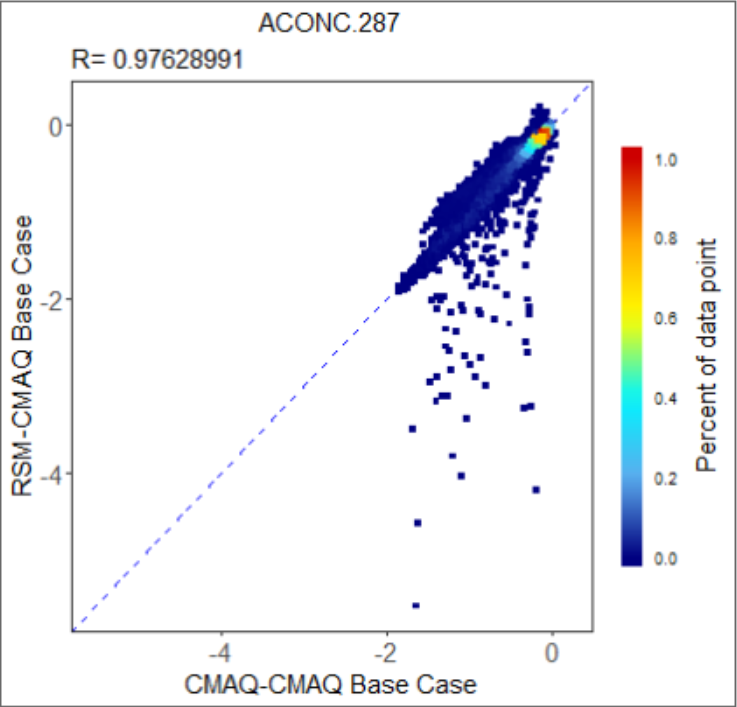 ACONC.287
R= 0.97628991
RSM-CMAQ Base Case
0
-2
-4
-4
-2
0
CMAQ-CMAQ Base Case
1.0
0.8
0.6
0.4
0.2
0.0
Percent of data point